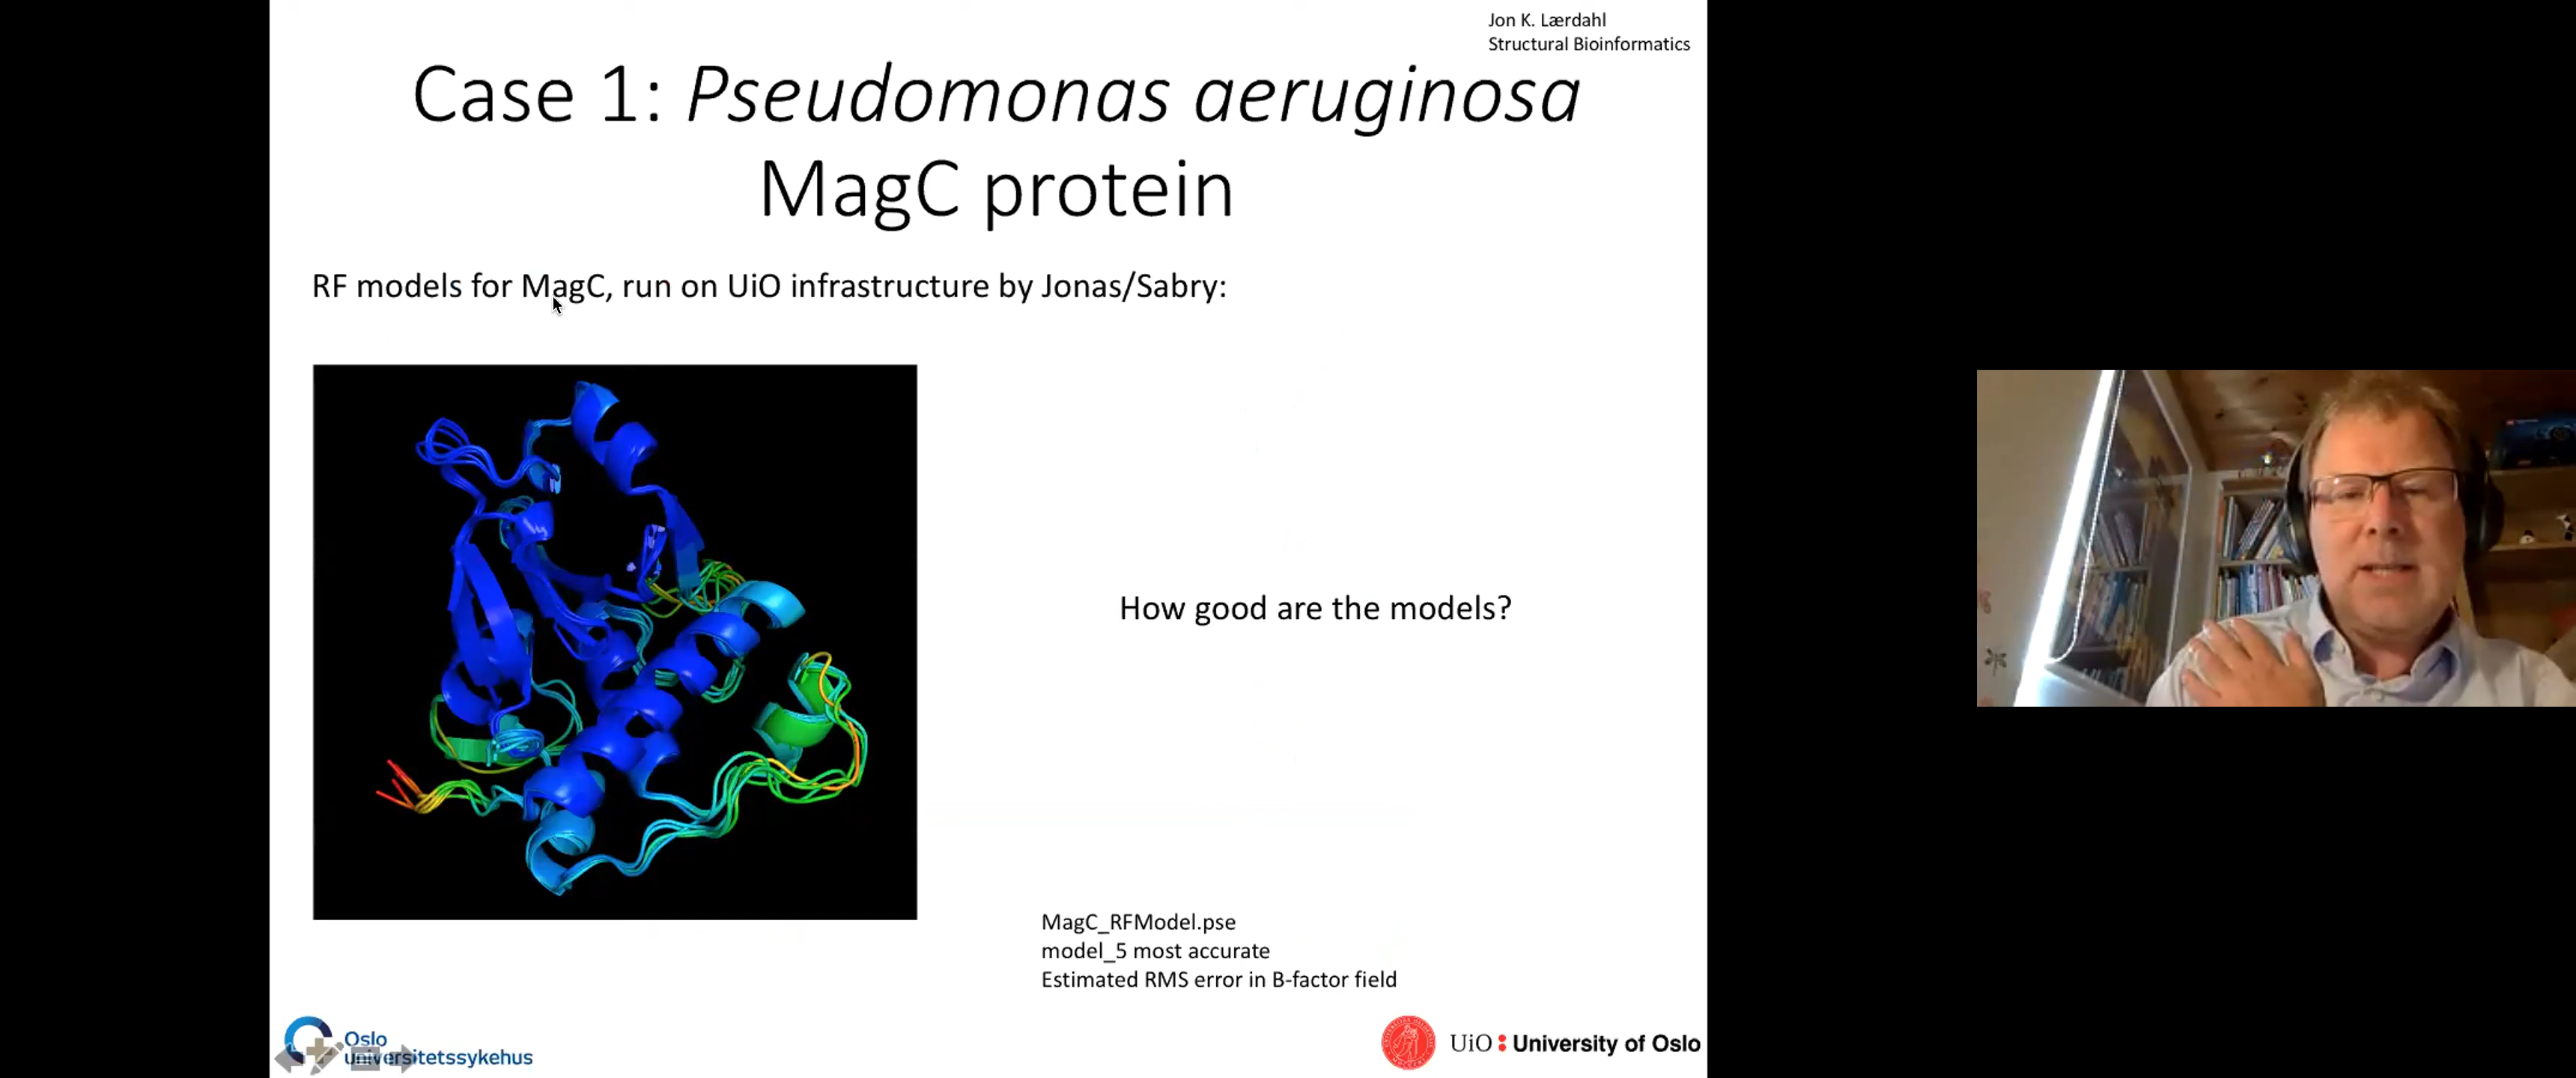 Jon K. Lærdahl
Structural Bioinformatics
Case 1: Pseudomonas aeruginosa
MagC protein
RF models for MagC, run on UiO infrastructure by Jonas/Sabry:
How good are the models?
MagC_RFModel.pse
model_5 most accurate
Estimated RMS error in B-factor field
Oslo
universitetssykehus
UiO : University of Oslo